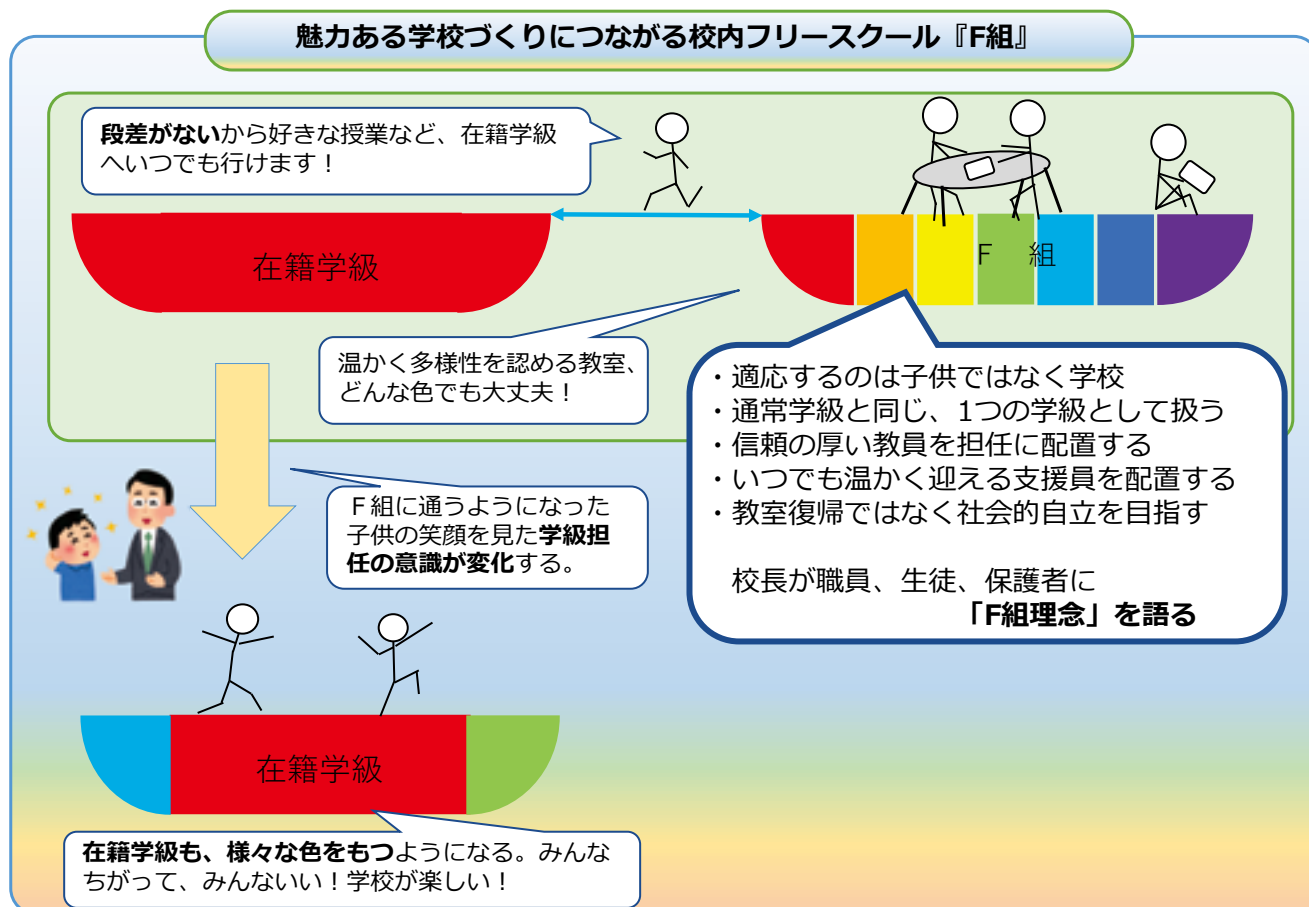 魅力ある学校づくりにつながる校内フリースクール『F組』
段差がないから好きな授業など、在籍学級
へいつでも行けます！
在籍学級
F 組
温かく多様性を認める教室、
どんな色でも大丈夫！
・適応するのは子供ではなく学校
・通常学級と同じ、1つの学級として扱う
・信頼の厚い教員を担任に配置する
・いつでも温かく迎える支援員を配置する
・教室復帰ではなく社会的自立を目指す
校長が職員、生徒、保護者に
「F組理念」を語る
Ｆ組に通うようになった
子供の笑顔を見た学級担
任の意識が変化する。
在籍学級
在籍学級も、様々な色をもつようになる。みんな
ちがって、みんないい！学校が楽しい！